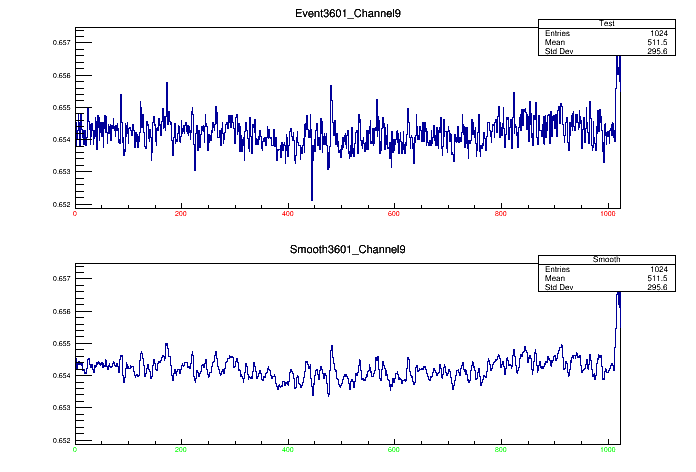 Event3601_Channel9
Test
Entries 1024
Mean 511.5
Std Dev 295.6
0.657
0.656
0.655
0.654
0.653
0.652
0 200 400 600 800 1000
Smooth3601_Channel9
Smooth
Entries 1024
Mean 511.5
Std Dev 295.6
0.657
0.656
0.655
0.654
0.653
0.652
0 200 400 600 800 1000